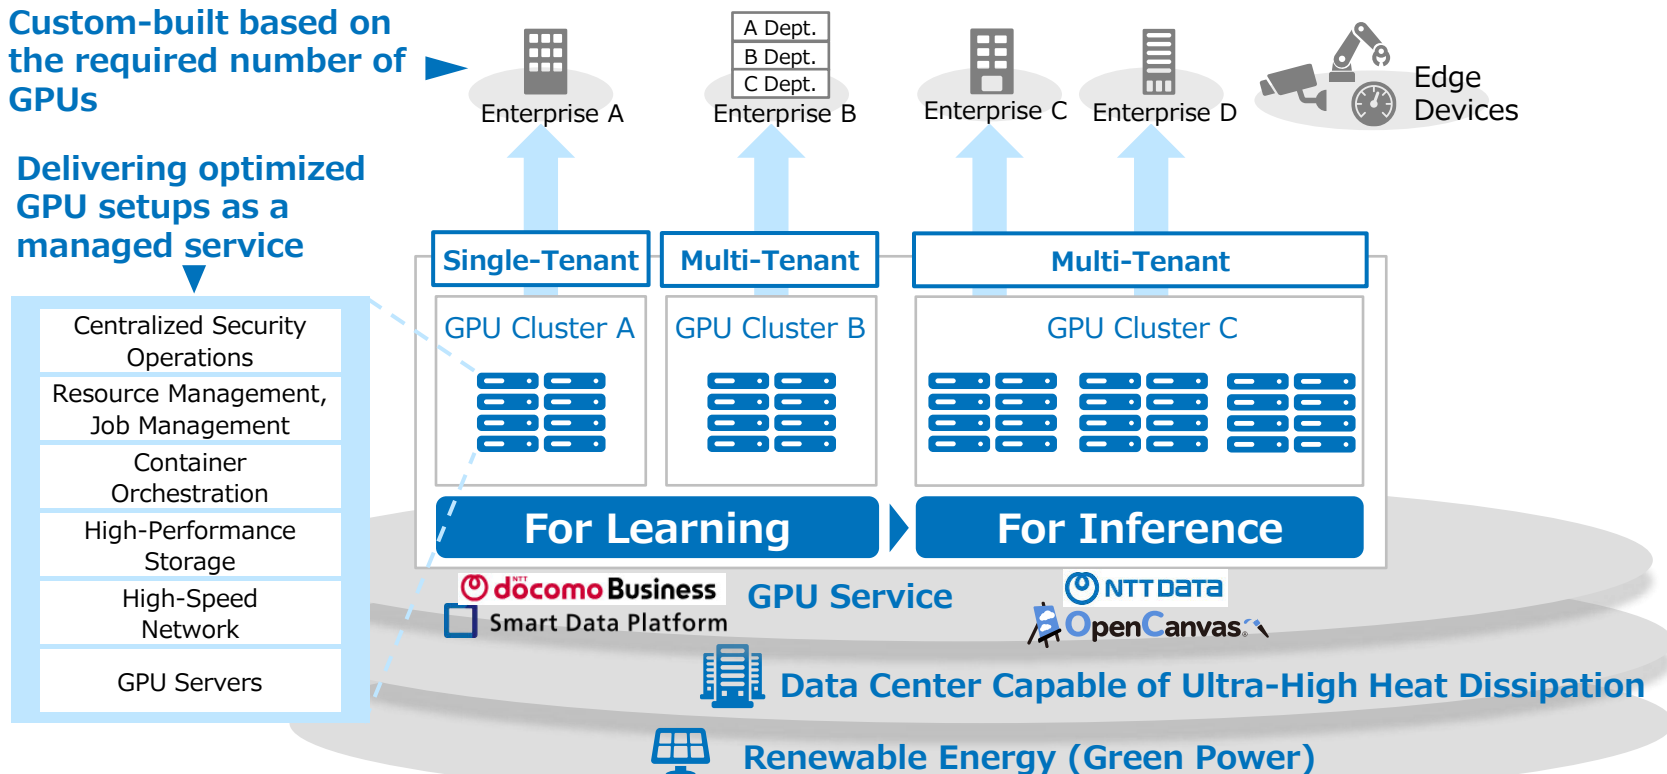 Custom-built based on
the required number of
GPUs
A Dept.
B Dept.
C Dept.
Enterprise A
Enterprise B
Enterprise C
Enterprise D
Edge
Devices
Delivering optimized
GPU setups as a
managed service
Single-Tenant
Multi-Tenant
Multi-Tenant
GPU Cluster A
GPU Cluster B
GPU Cluster C
Centralized Security
Operations
Resource Management,
Job Management
Container
Orchestration
High-Performance
Storage
High-Speed
Network
GPU Servers
For Learning
For Inference
NTT
döcomo Business
Smart Data Platform
GPU Service
NTT DATA
OpenCanvas®
Data Center Capable of Ultra-High Heat Dissipation
Renewable Energy (Green Power)